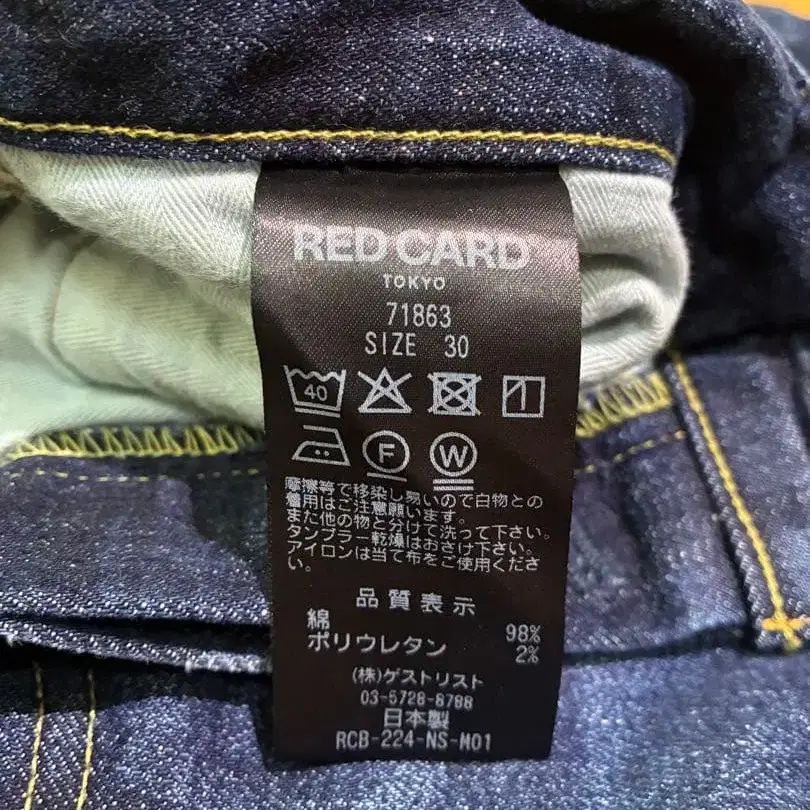 RED CARD
TOKYO
71863
SIZE 30
40
F W
摩擦等で移染し易いので白物との
着用はご注意願います。
また他の物と分けて洗って下さい。
タンブラー乾燥はおさけ下さい。
アイロンは当て布をご使用くださ
い。
品質表示
綿 98%
ポリウレタン 2%
(株)ゲストリスト
03-6728-8788
日本製
RCB-224-NS-M01